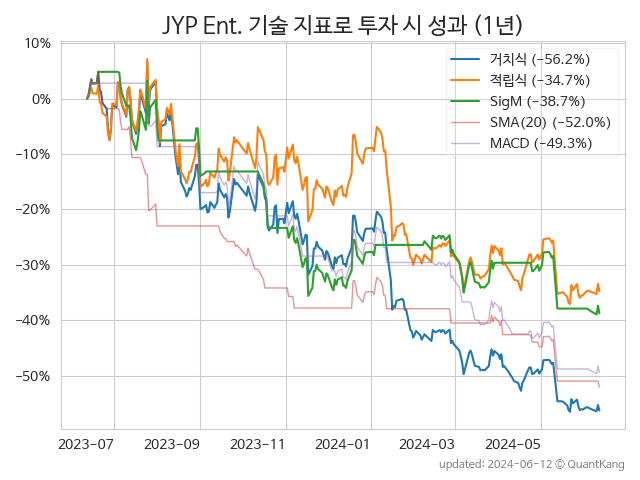 JYP Ent. 기술 지표로 투자 시 성과 (1년)
거치식 (−56.2%)
적립식 (−34.7%)
SigM (−38.7%)
SMA(20) (−52.0%)
MACD (−49.3%)
10%
0%
−10%
−20%
−30%
−40%
−50%
2023-07 2023-09 2023-11 2024-01 2024-03 2024-05
updated: 2024-06-12 © QuantKang